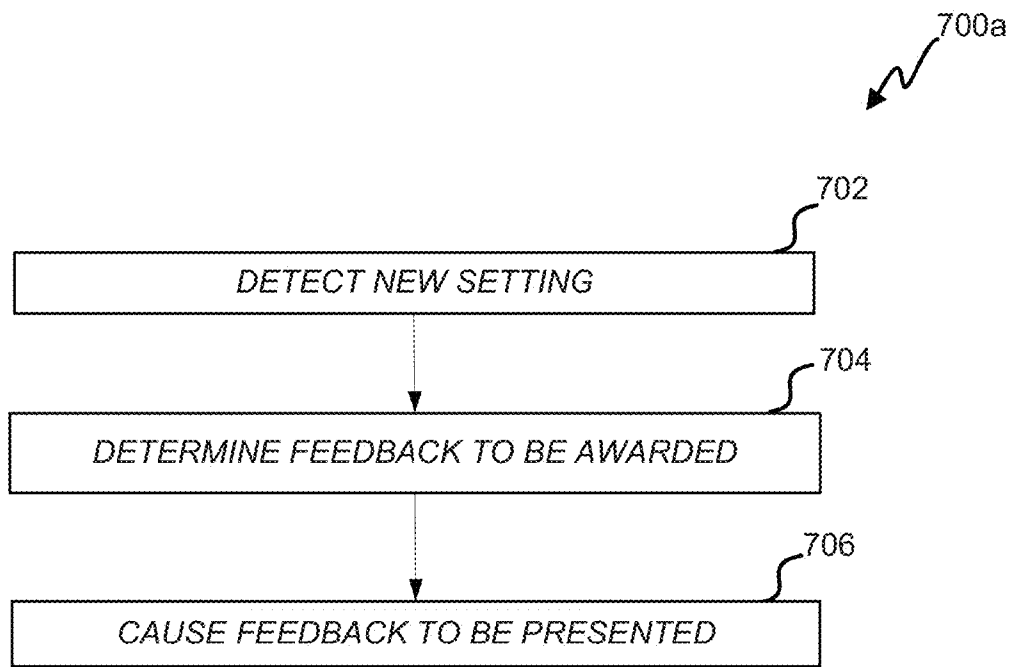 700a
702
DETECT NEW SETTING
704
DETERMINE FEEDBACK TO BE AWARDED
706
CAUSE FEEDBACK TO BE PRESENTED